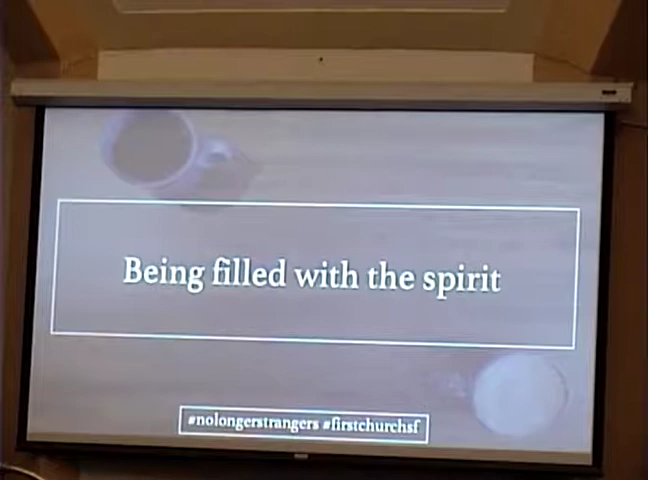 Being filled with the spirit
#nolongerstrangers #firstchurchsf